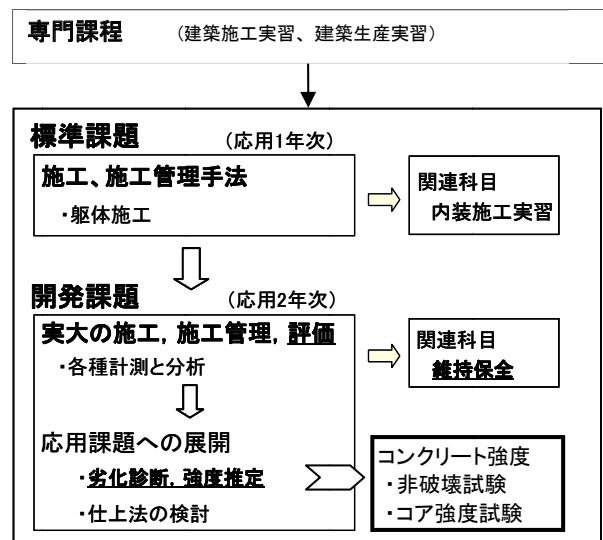 専門課程 (建築施工実習、建築生産実習)
標準課題 (応用1年次)
施工、施工管理手法
・躯体施工
関連科目
内装施工実習
開発課題 (応用2年次)
実大の施工，施工管理，評価
・各種計測と分析
関連科目
維持保全
応用課題への展開
・劣化診断，強度推定
・仕上法の検討
コンクリート強度
・非破壊試験
・コア強度試験